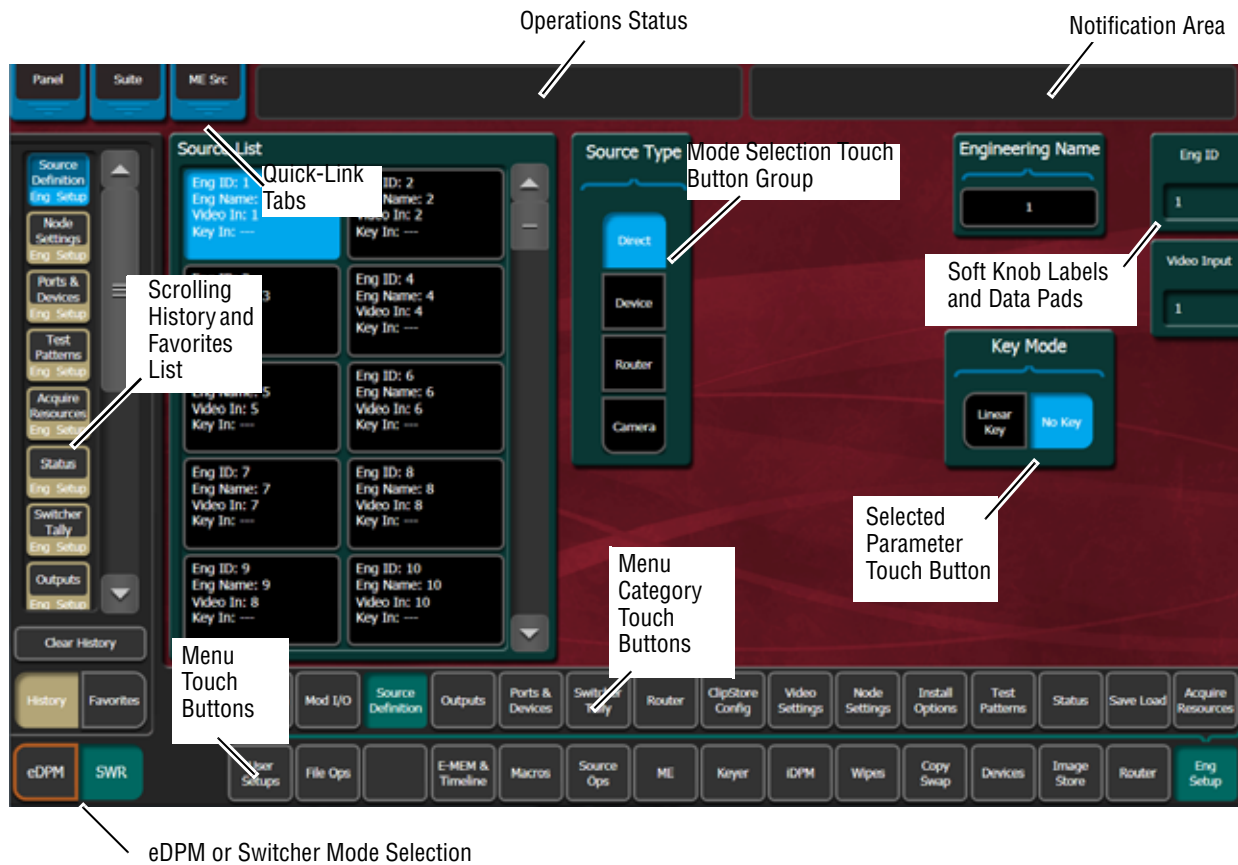 Operations Status
Notification Area
Panel
Suite
ME Src
Source
Definition
Eng Setup
Node
Settings
Eng Setup
Ports &
Devices
Eng Setup
Test
Patterns
Eng Setup
Acquire
Resources
Eng Setup
Status
Eng Setup
Switcher
Tally
Eng Setup
Outputs
Eng Setup
Clear History
History
Favorites
eDPM
SWR
Scrolling
History and
Favorites
List
Source List
Quick-Link
Tabs
Eng ID: 1
Eng Name:
Video In: 1
Key In: ---
ID: 2
Name: 2
Video In: 2
Key In: ---
3
Eng ID: 4
Eng Name: 4
Video In: 4
Key In: ---
Eng Name: 5
Video In: 5
Key In: ---
Eng ID: 6
Eng Name: 6
Video In: 6
Key In: ---
Eng ID: 7
Eng Name: 7
Video In: 7
Key In: ---
Eng ID: 8
Eng Name: 8
Video In: 8
Key In: ---
Eng ID: 9
Eng Name: 9
Video In: 8
Key In: ---
Eng ID: 10
Eng Name: 10
Video In: 10
Key In: ---
Source Type
Mode Selection Touch
Button Group
Direct
Device
Router
Camera
Engineering Name
1
Eng ID
1
Video Input
1
Soft Knob Labels
and Data Pads
Key Mode
Linear
Key
No Key
Selected
Parameter
Touch Button
Menu
Category
Touch
Buttons
Menu
Touch
Buttons
Mod I/O
Source
Definition
Outputs
Ports &
Devices
Switcher
Tally
Router
ClipStore
Config
Video
Settings
Node
Settings
Install
Options
Test
Patterns
Status
Save Load
Acquire
Resources
User
Setups
File Ops
E-MEM &
Timeline
Macros
Source
Ops
ME
Keyer
iDPM
Wipes
Copy
Swap
Devices
Image
Store
Router
Eng
Setup
eDPM or Switcher Mode Selection